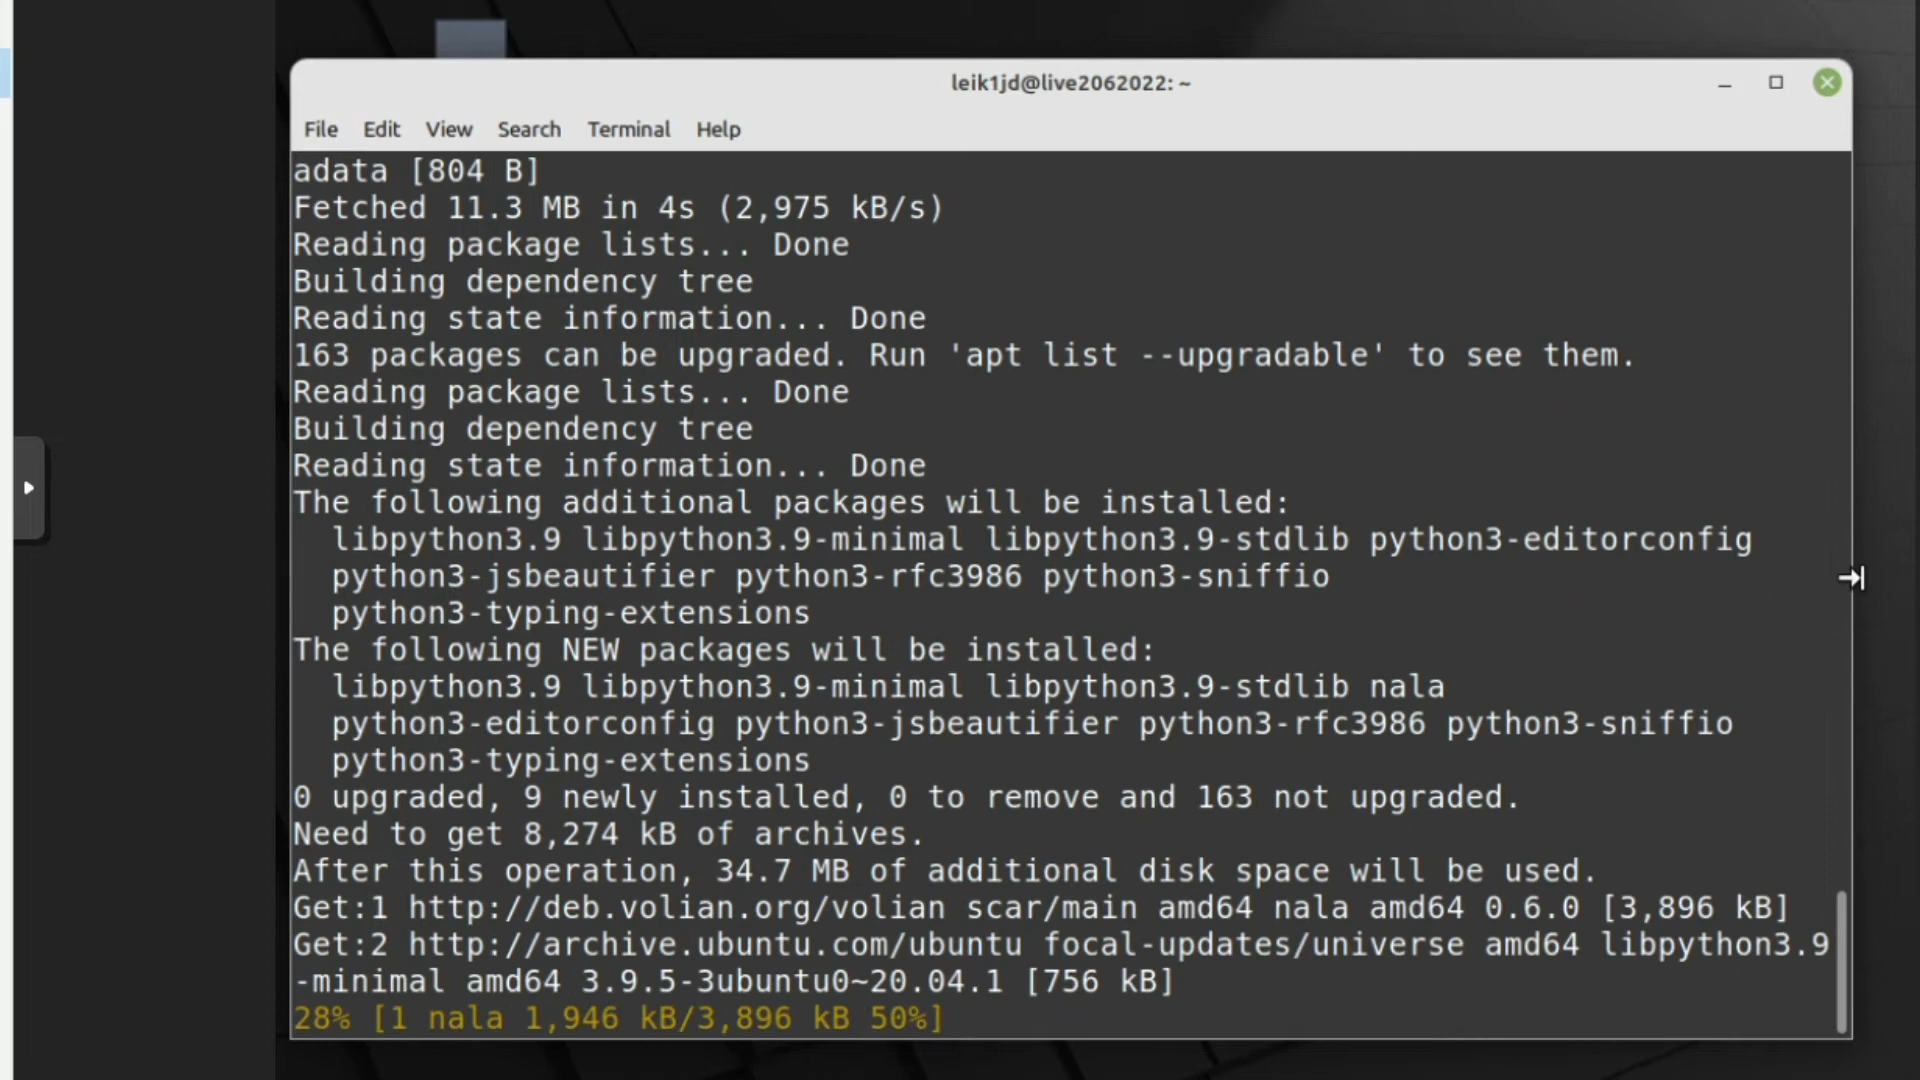 leik1jd@live2062022: ~
File Edit View Search Terminal Help
adata [804 B]
Fetched 11.3 MB in 4s (2,975 kB/s)
Reading package lists... Done
Building dependency tree
Reading state information... Done
163 packages can be upgraded. Run 'apt list --upgradable' to see them.
Reading package lists... Done
Building dependency tree
Reading state information... Done
The following additional packages will be installed:
libpython3.9 libpython3.9-minimal libpython3.9-stdlib python3-editorconfig
python3-jsbeautifier python3-rfc3986 python3-sniffio
python3-typing-extensions
The following NEW packages will be installed:
libpython3.9 libpython3.9-minimal libpython3.9-stdlib nala
python3-editorconfig python3-jsbeautifier python3-rfc3986 python3-sniffio
python3-typing-extensions
0 upgraded, 9 newly installed, 0 to remove and 163 not upgraded.
Need to get 8,274 kB of archives.
After this operation, 34.7 MB of additional disk space will be used.
Get:1 http://deb.volian.org/volian scar/main amd64 nala amd64 0.6.0 [3,896 kB]
Get:2 http://archive.ubuntu.com/ubuntu focal-updates/universe amd64 libpython3.9
-minimal amd64 3.9.5-3ubuntu0~20.04.1 [756 kB]
28% [1 nala 1,946 kB/3,896 kB 50%]